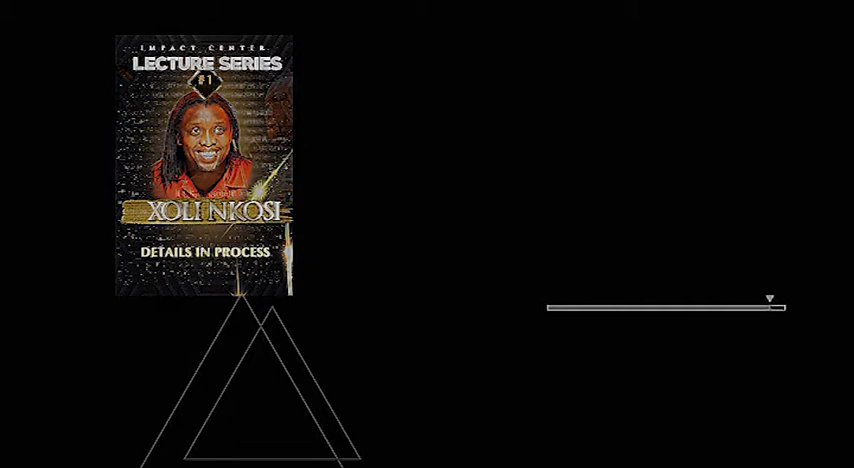 IMPACT CENTER
LECTURE SERIES
#1
XOLI NKOSI
DETAILS IN PROCESS